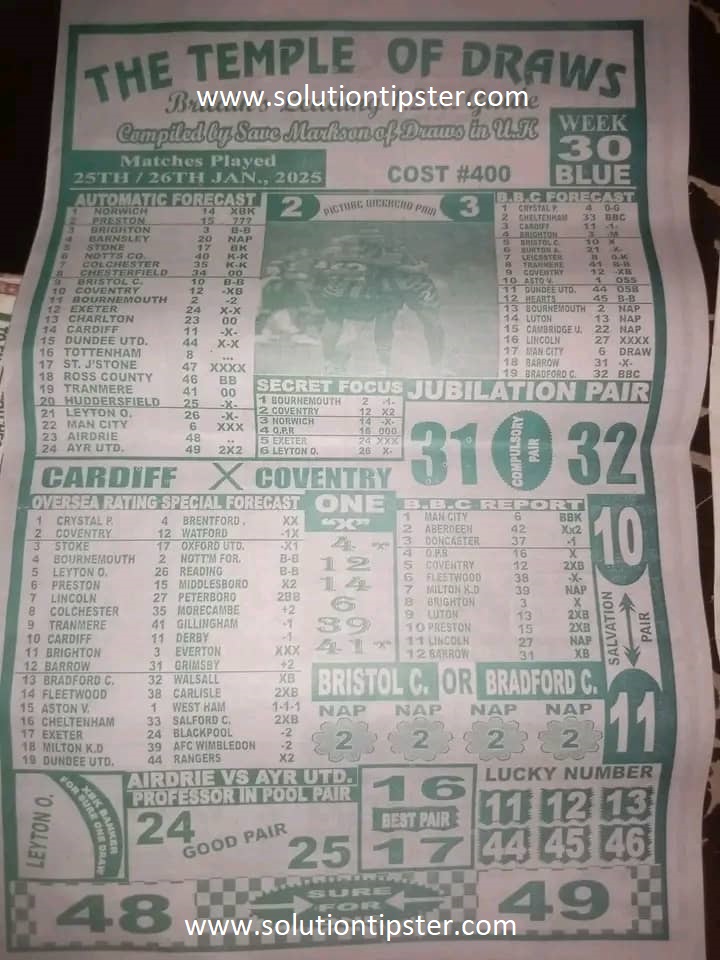 THE TEMPLE OF DRAWS
www.solutiontipster.com
Compiled by Save Markson of Draws in U.K
WEEK
30
BLUE
Matches Played
25TH / 26TH JAN., 2025
COST #400
AUTOMATIC FORECAST
1 NORWICH 14 XBK
2 PRESTON 15 ???
3 BRIGHTON 3 B-B
4 BARNSLEY 20 NAP
5 STOKE 17 BK
6 NOTTS CO. 40 K-K
7 COLCHESTER 35 K-K
8 CHESTERFIELD 34 00
9 BRISTOL C. 10 B-B
10 COVENTRY 12 -XB
11 BOURNEMOUTH 2 -2
12 EXETER 24 X-X
13 CHARLTON 23 00
14 CARDIFF 11 -X-
15 DUNDEE UTD. 44 X-X
16 TOTTENHAM 8 ...
17 ST. J'STONE 47 XXXX
18 ROSS COUNTY 46 BB
19 TRANMERE 41 00
20 HUDDERSFIELD 25 -X-
21 LEYTON O. 26 -X-
22 MAN CITY 6 XXX
23 AIRDRIE 48 ..
24 AYR UTD. 49 2X2
2 PICTURE WEEKEND PAIR 3
B.B.C FORECAST
1 CRYSTAL P. 4 O-O
2 CHELTENHAM 33 BBC
3 CARDIFF 11 -1-
4 BRIGHTON 3 -M
5 BRISTOL C. 10 X
6 BURTON A. 21 -X-
7 LEICESTER 8
8 TRANMERE 41 B-B
9 COVENTRY 12 -XB
10 ASTO V. 1 OSS
11 DUNDEE UTD. 44 OSB
12 HEARTS 45 B-B
13 BOURNEMOUTH 2 NAP
14 LUTON 13 NAP
15 CAMBRIDGE U. 22 NAP
16 LINCOLN 27 XXXX
17 MAN CITY 6 DRAW
18 BARROW 31 -X-
19 BRADFORD C. 32 BBC
SECRET FOCUS
1 BOURNEMOUTH 2 -1-
2 COVENTRY 12 X2
3 NORWICH 14 -X-
4 Q.P.R 16 000
5 EXETER 24 XXX
6 LEYTON O. 26 X-
JUBILATION PAIR
31 COMPULSORY PAIR 32
CARDIFF X COVENTRY
OVERSEA RATING SPECIAL FORECAST
1 CRYSTAL P. 4 BRENTFORD . XX
2 COVENTRY 12 WATFORD -1X
3 STOKE 17 OXFORD UTD. -X1
4 BOURNEMOUTH 2 NOTT'M FOR. B-B
5 LEYTON O. 26 READING B-B
6 PRESTON 15 MIDDLESBORO X2
7 LINCOLN 27 PETERBORO 2BB
8 COLCHESTER 35 MORECAMBE +2
9 TRANMERE 41 GILLINGHAM -1
10 CARDIFF 11 DERBY -1
11 BRIGHTON 3 EVERTON XXX
12 BARROW 31 GRIMSBY +2
13 BRADFORD C. 32 WALSALL XB
14 FLEETWOOD 38 CARLISLE 2XB
15 ASTON V. 1 WEST HAM 1-1-1
16 CHELTENHAM 33 SALFORD C. 2XB
17 EXETER 24 BLACKPOOL -2
18 MILTON K.D 39 AFC WIMBLEDON -2
19 DUNDEE UTD. 44 RANGERS X2
ONE
"X"
4 "X"
12
14
6
39
41 "X"
B.B.C REPORT
1 MAN CITY 6 BBK
2 ABERDEEN 42 Xx2
3 DONCASTER 37 -1
4 Q.P.R 16 X
5 COVENTRY 12 2XB
6 FLEETWOOD 38 -X-
7 MILTON K.D 39 NAP
8 BRIGHTON 3 X
9 LUTON 13 2XB
10 PRESTON 15 2XB
11 LINCOLN 27 NAP
12 BARROW 31 XB
10
SALVATION PAIR
11
BRISTOL C. OR BRADFORD C.
NAP NAP NAP NAP
2 2 2 2
LEYTON O.
XBK BANKER
FOR SURE ONE DRAW
AIRDRIE VS AYR UTD.
PROFESSOR IN POOL PAIR
24 GOOD PAIR 25
16
BEST PAIR
17
LUCKY NUMBER
11 12 13
44 45 46
48 SURE FOR 49
www.solutiontipster.com